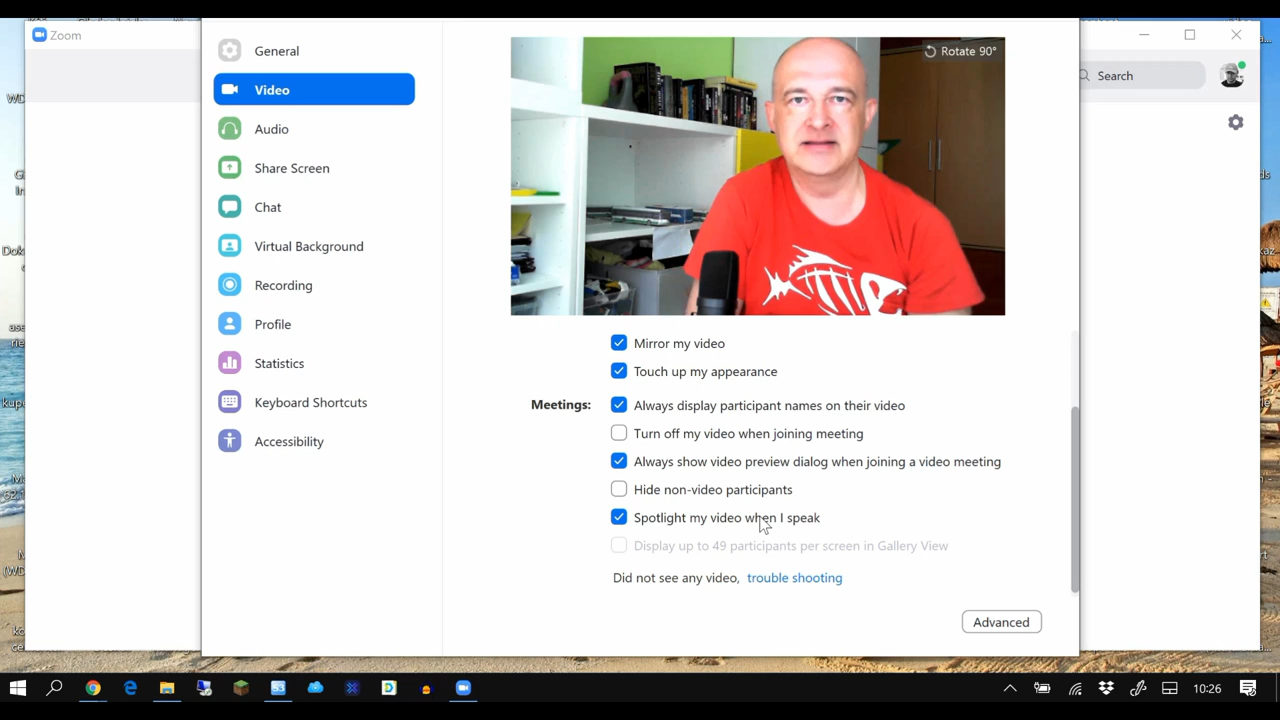 Zoom
General
Video
Audio
Share Screen
Chat
Virtual Background
Recording
Profile
Statistics
Keyboard Shortcuts
Accessibility
Rotate 90°
Mirror my video
Touch up my appearance
Meetings:
Always display participant names on their video
Turn off my video when joining meeting
Always show video preview dialog when joining a video meeting
Hide non-video participants
Spotlight my video when I speak
Display up to 49 participants per screen in Gallery View
Did not see any video, trouble shooting
Advanced
Search
10:26